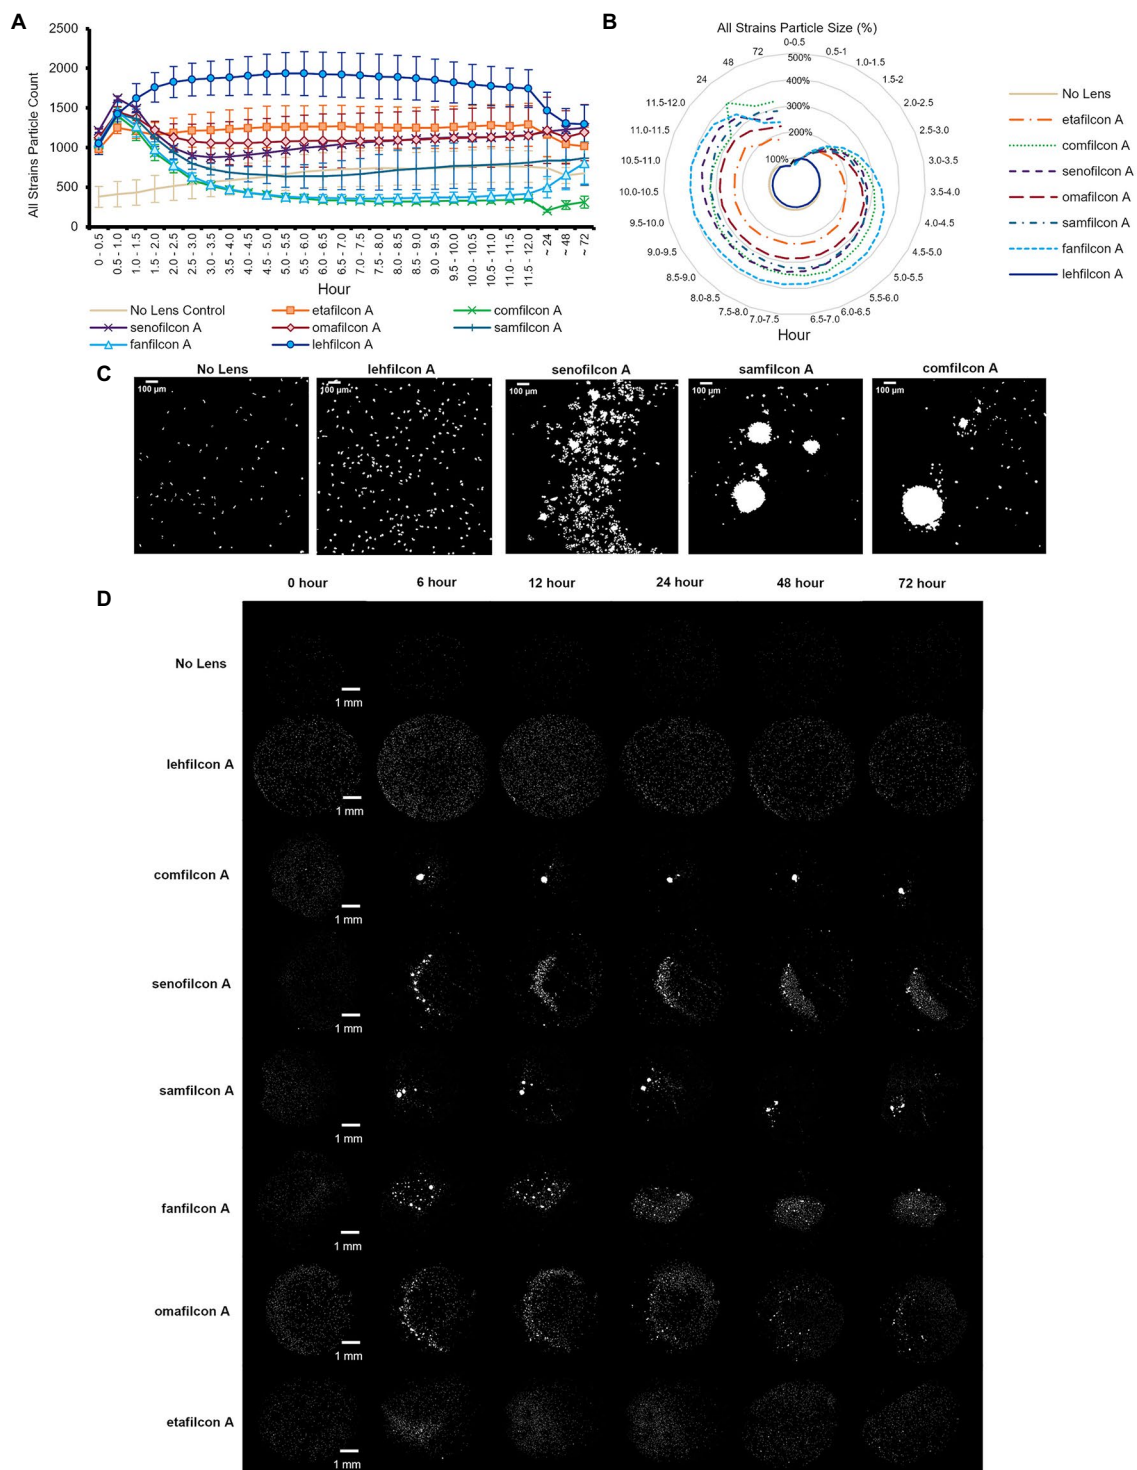 A
All Strains Particle Count
2500
2000
1500
1000
500
0
0 - 0.5
0.5 - 1.0
1.0 - 1.5
1.5 - 2.0
2.0 - 2.5
2.5 - 3.0
3.0 - 3.5
3.5 - 4.0
4.0 - 4.5
4.5 - 5.0
5.0 - 5.5
5.5 - 6.0
6.0 - 6.5
6.5 - 7.0
7.0 - 7.5
7.5 - 8.0
8.0 - 8.5
8.5 - 9.0
9.0 - 9.5
9.5 - 10.0
10.0 - 10.5
10.5 - 11.0
11.0 - 11.5
11.5 - 12.0
~ 24
~ 48
~ 72
Hour
No Lens Control
etafilcon A
comfilcon A
senofilcon A
omafilcon A
samfilcon A
fanfilcon A
lehfilcon A
B
All Strains Particle Size (%)
0-0.5
0.5-1
1.0-1.5
1.5-2
2.0-2.5
2.5-3.0
3.0-3.5
3.5-4.0
4.0-4.5
4.5-5.0
5.0-5.5
5.5-6.0
6.0-6.5
6.5-7.0
7.0-7.5
7.5-8.0
8.0-8.5
8.5-9.0
9.0-9.5
9.5-10.0
10.0-10.5
10.5-11.0
11.0-11.5
11.5-12.0
24
48
72
500%
400%
300%
200%
100%
Hour
No Lens
etafilcon A
comfilcon A
senofilcon A
omafilcon A
samfilcon A
fanfilcon A
lehfilcon A
C
No Lens
lehfilcon A
senofilcon A
samfilcon A
comfilcon A
100 µm
100 µm
100 µm
100 µm
100 µm
D
0 hour
6 hour
12 hour
24 hour
48 hour
72 hour
No Lens
1 mm
lehfilcon A
1 mm
comfilcon A
1 mm
senofilcon A
1 mm
samfilcon A
1 mm
fanfilcon A
1 mm
omafilcon A
1 mm
etafilcon A
1 mm